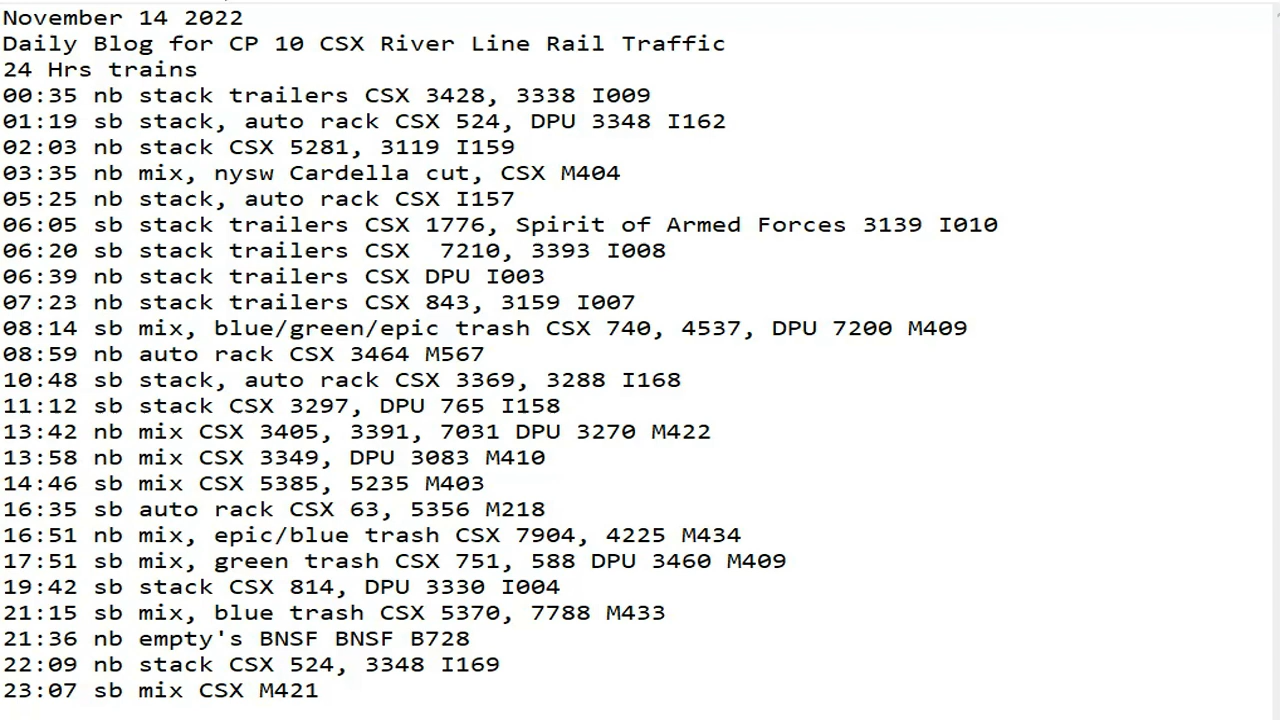 November 14 2022
Daily Blog for CP 10 CSX River Line Rail Traffic
24 Hrs trains
00:35 nb stack trailers CSX 3428, 3338 I009
01:19 sb stack, auto rack CSX 524, DPU 3348 I162
02:03 nb stack CSX 5281, 3119 I159
03:35 nb mix, nysw Cardella cut, CSX M404
05:25 nb stack, auto rack CSX I157
06:05 sb stack trailers CSX 1776, Spirit of Armed Forces 3139 I010
06:20 sb stack trailers CSX  7210, 3393 I008
06:39 nb stack trailers CSX DPU I003
07:23 nb stack trailers CSX 843, 3159 I007
08:14 sb mix, blue/green/epic trash CSX 740, 4537, DPU 7200 M409
08:59 nb auto rack CSX 3464 M567
10:48 sb stack, auto rack CSX 3369, 3288 I168
11:12 sb stack CSX 3297, DPU 765 I158
13:42 nb mix CSX 3405, 3391, 7031 DPU 3270 M422
13:58 nb mix CSX 3349, DPU 3083 M410
14:46 sb mix CSX 5385, 5235 M403
16:35 sb auto rack CSX 63, 5356 M218
16:51 nb mix, epic/blue trash CSX 7904, 4225 M434
17:51 sb mix, green trash CSX 751, 588 DPU 3460 M409
19:42 sb stack CSX 814, DPU 3330 I004
21:15 sb mix, blue trash CSX 5370, 7788 M433
21:36 nb empty's BNSF BNSF B728
22:09 nb stack CSX 524, 3348 I169
23:07 sb mix CSX M421